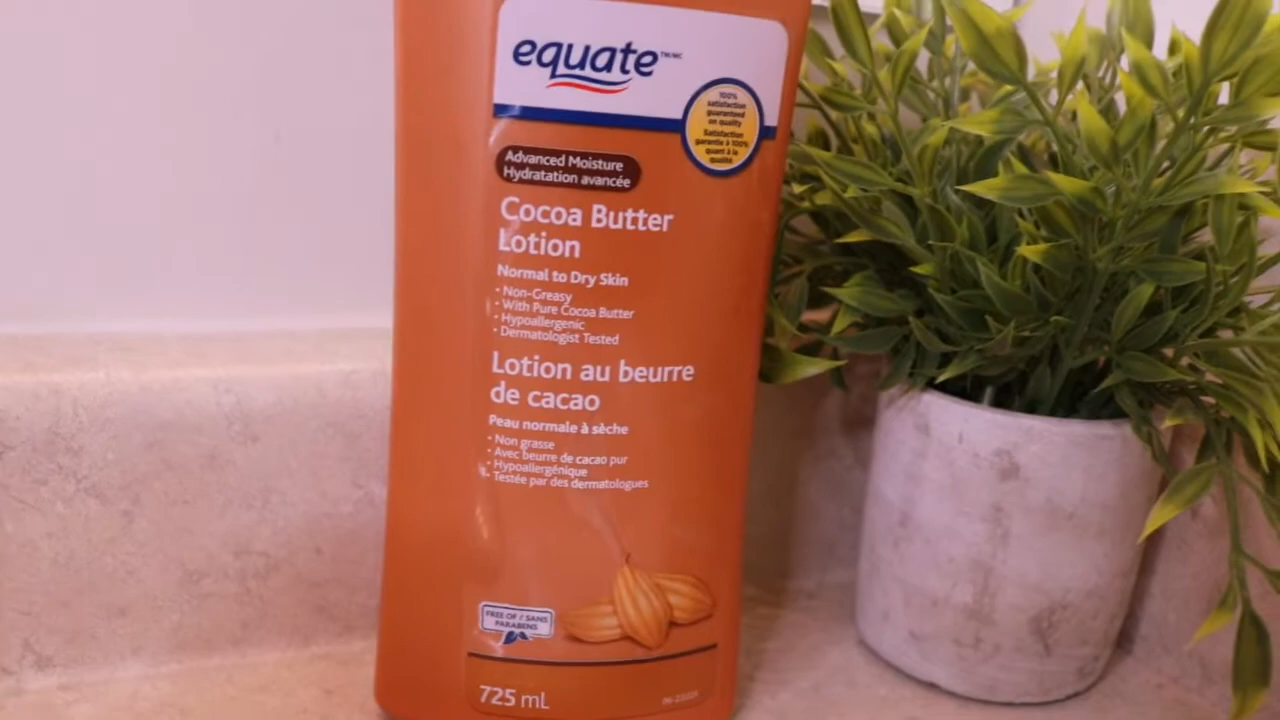 equate TM/MC
100%
satisfaction
guaranteed
on quality
Satisfaction
garantie à 100%
quant à la
qualité
Advanced Moisture
Hydratation avancée
Cocoa Butter
Lotion
Normal to Dry Skin
• Non-Greasy
• With Pure Cocoa Butter
• Hypoallergenic
• Dermatologist Tested
Lotion au beurre
de cacao
Peau normale à sèche
• Non grasse
• Avec beurre de cacao pur
• Hypoallergénique
• Testée par des dermatologues
FREE OF / SANS
PARABENS
725 mL